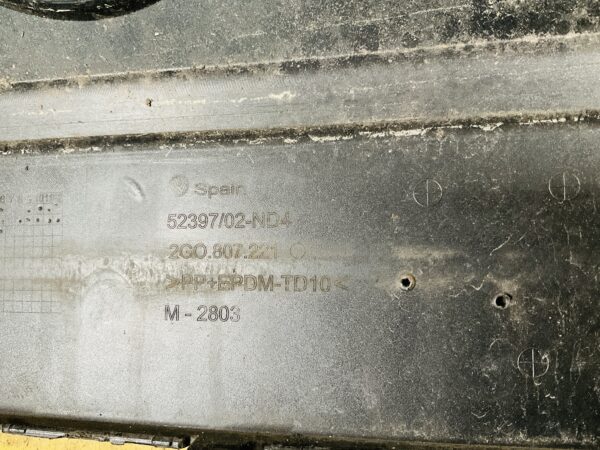 Spain
52397/02-ND4
2G0.807.221
>PP+EPDM-TD10<
M - 2803